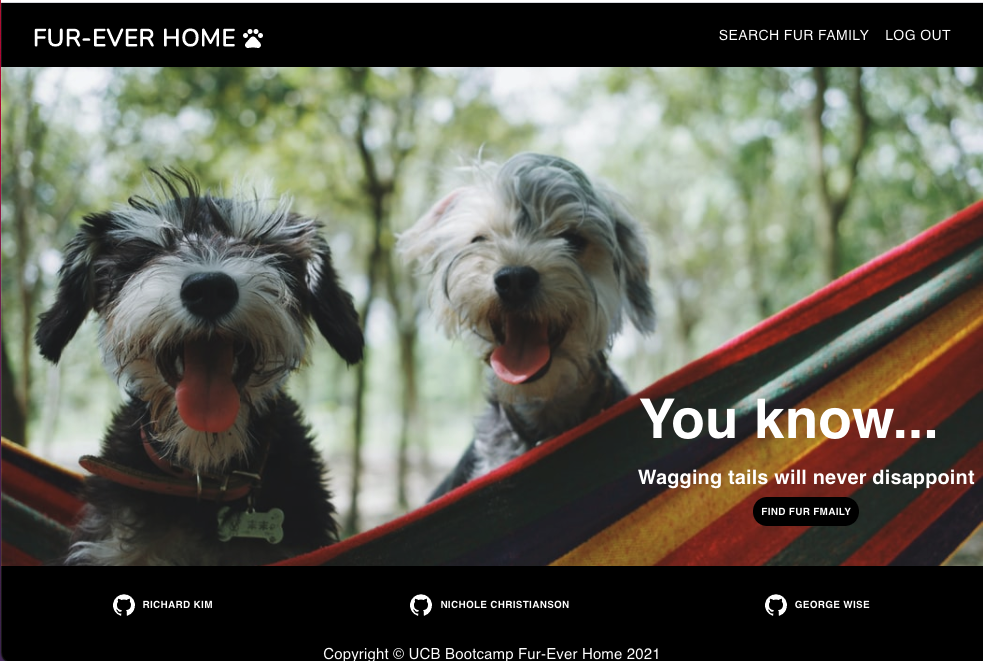 FUR-EVER HOME
SEARCH FUR FAMILY LOG OUT
You know...
Wagging tails will never disappoint
FIND FUR FMAILY
RICHARD KIM
NICHOLE CHRISTIANSON
GEORGE WISE
Copyright © UCB Bootcamp Fur-Ever Home 2021